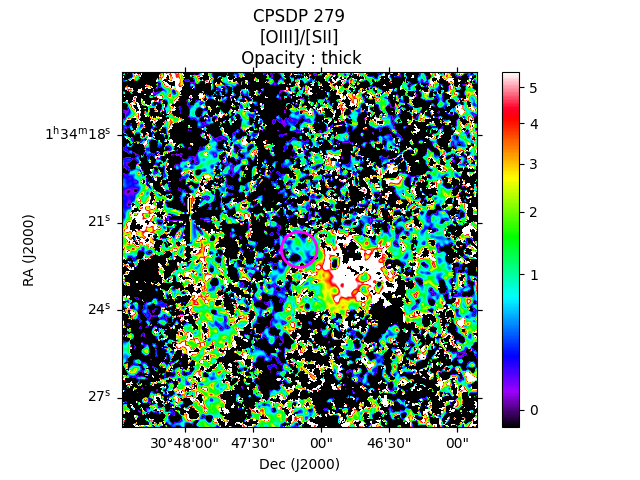 CPSDP 279
[OIII]/[SII]
Opacity : thick
1h34m18s
21s
24s
27s
RA (J2000)
30°48'00" 47'30" 00" 46'30" 00"
Dec (J2000)
5
4
3
2
1
0